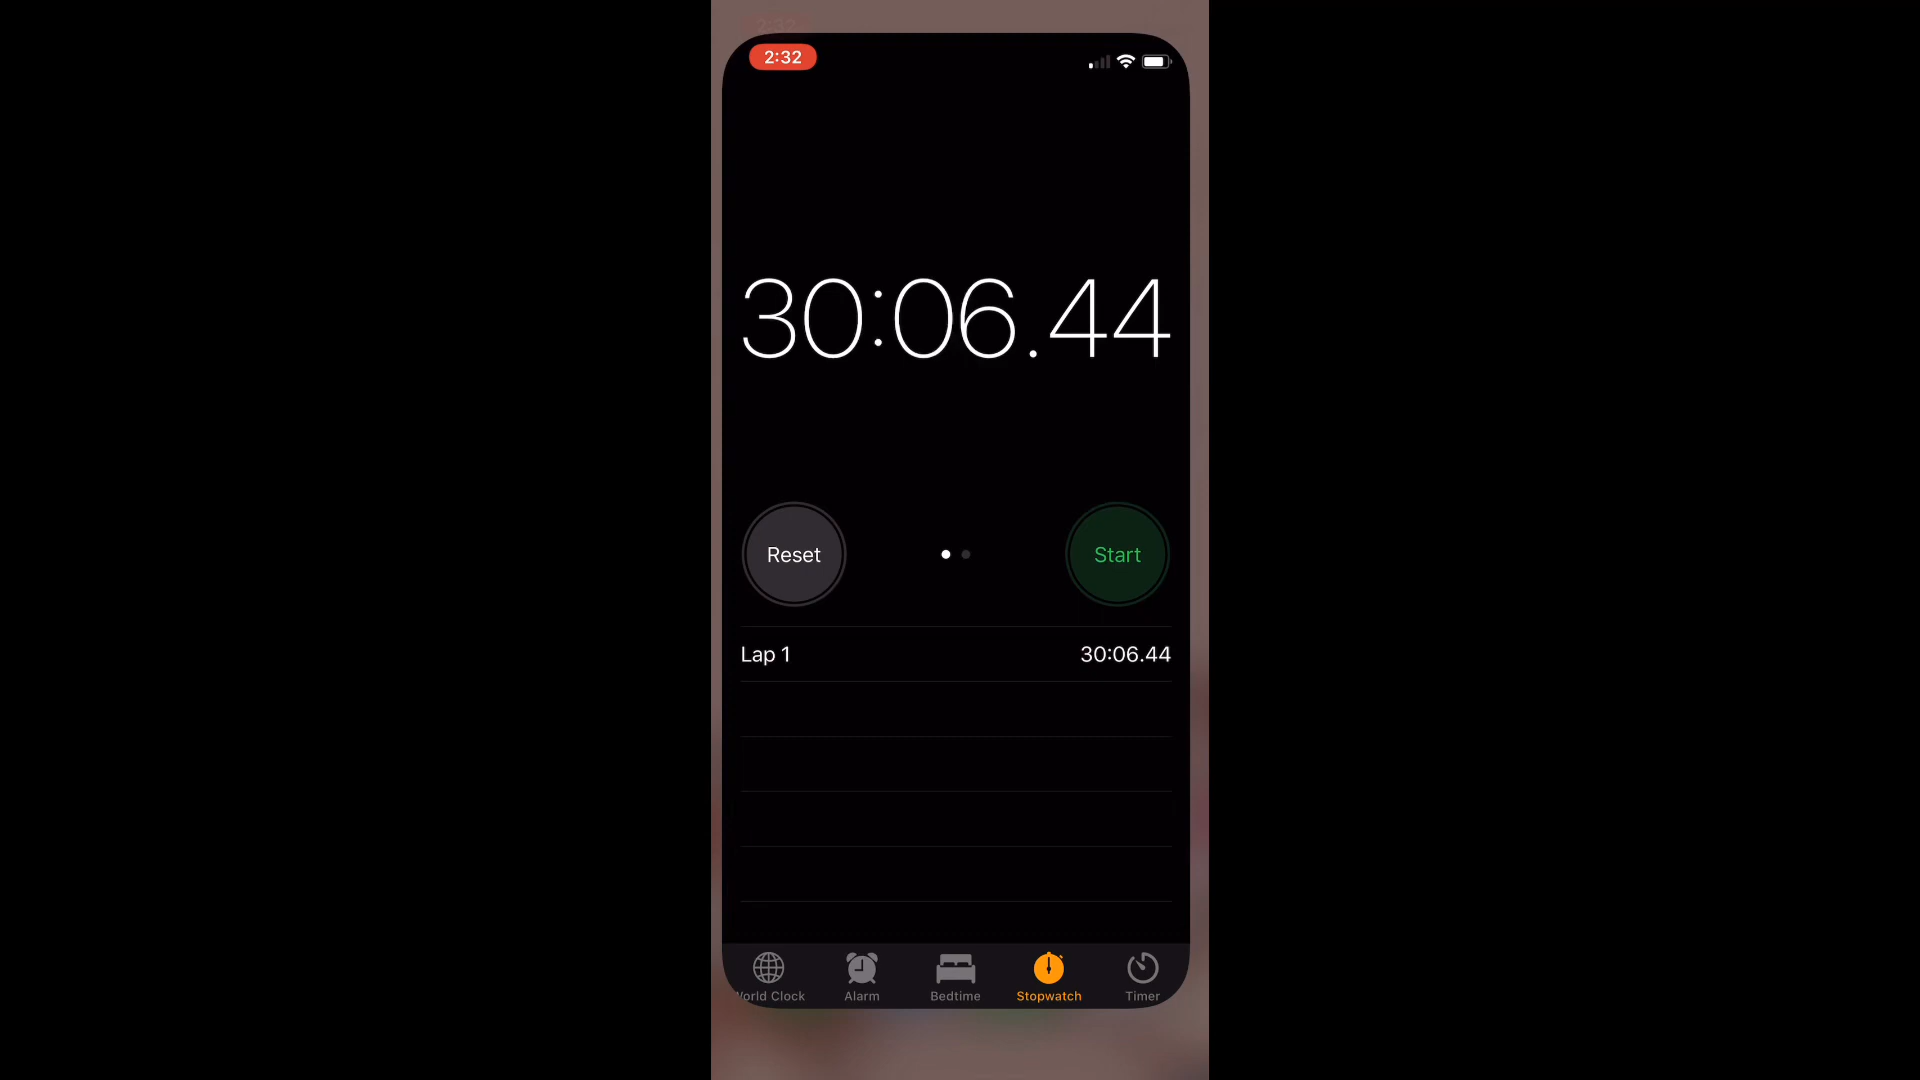 2:32
30:06.44
Reset
Start
Lap 1 30:06.44
World Clock Alarm Bedtime Stopwatch Timer